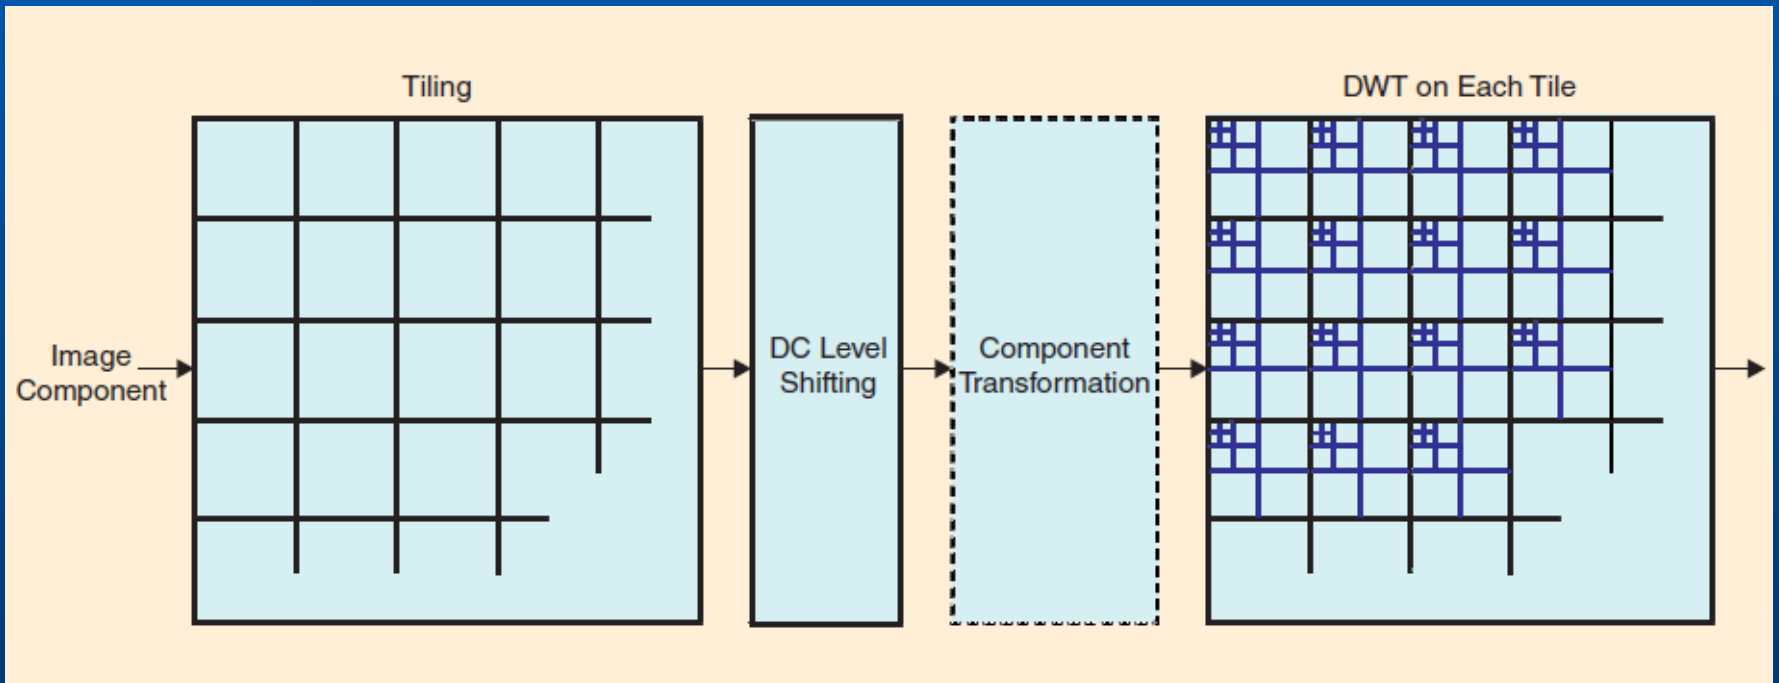 Tiling
DWT on Each Tile
Image
Component
DC Level
Shifting
Component
Transformation